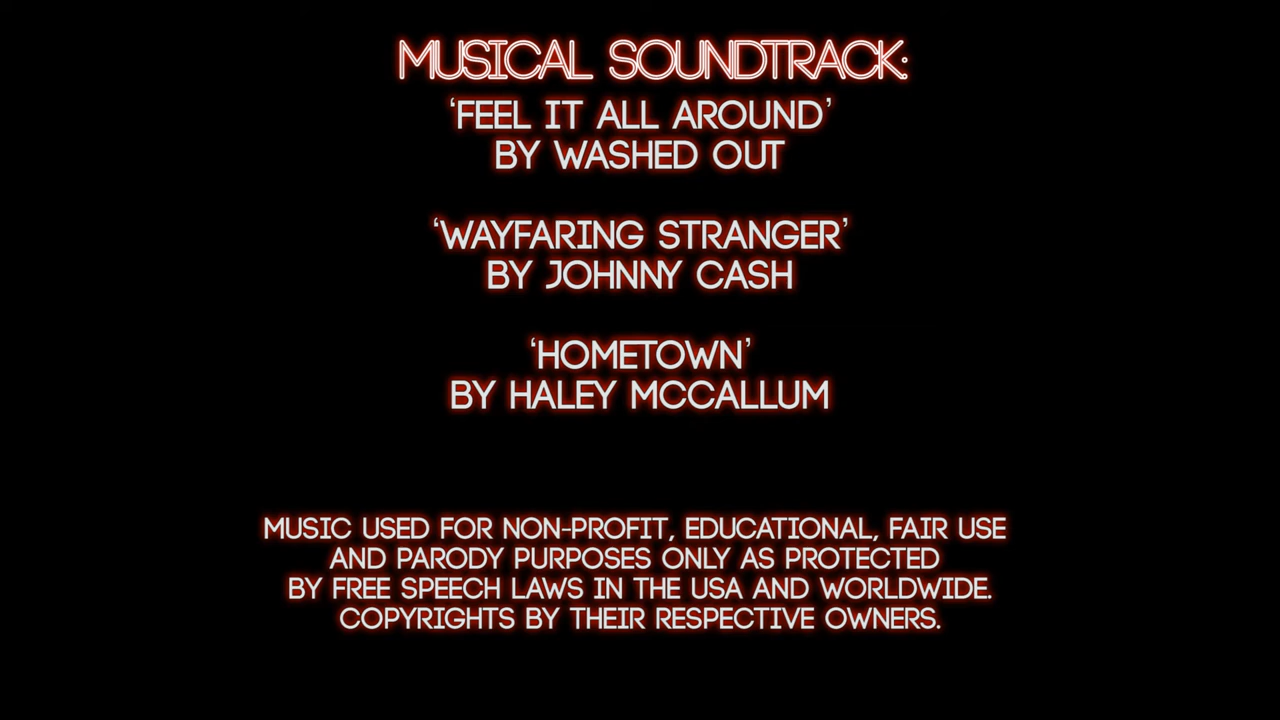 MUSICAL SOUNDTRACK:
‘FEEL IT ALL AROUND’
BY WASHED OUT
‘WAYFARING STRANGER’
BY JOHNNY CASH
‘HOMETOWN’
BY HALEY MCCALLUM
MUSIC USED FOR NON-PROFIT, EDUCATIONAL, FAIR USE
AND PARODY PURPOSES ONLY AS PROTECTED
BY FREE SPEECH LAWS IN THE USA AND WORLDWIDE.
COPYRIGHTS BY THEIR RESPECTIVE OWNERS.